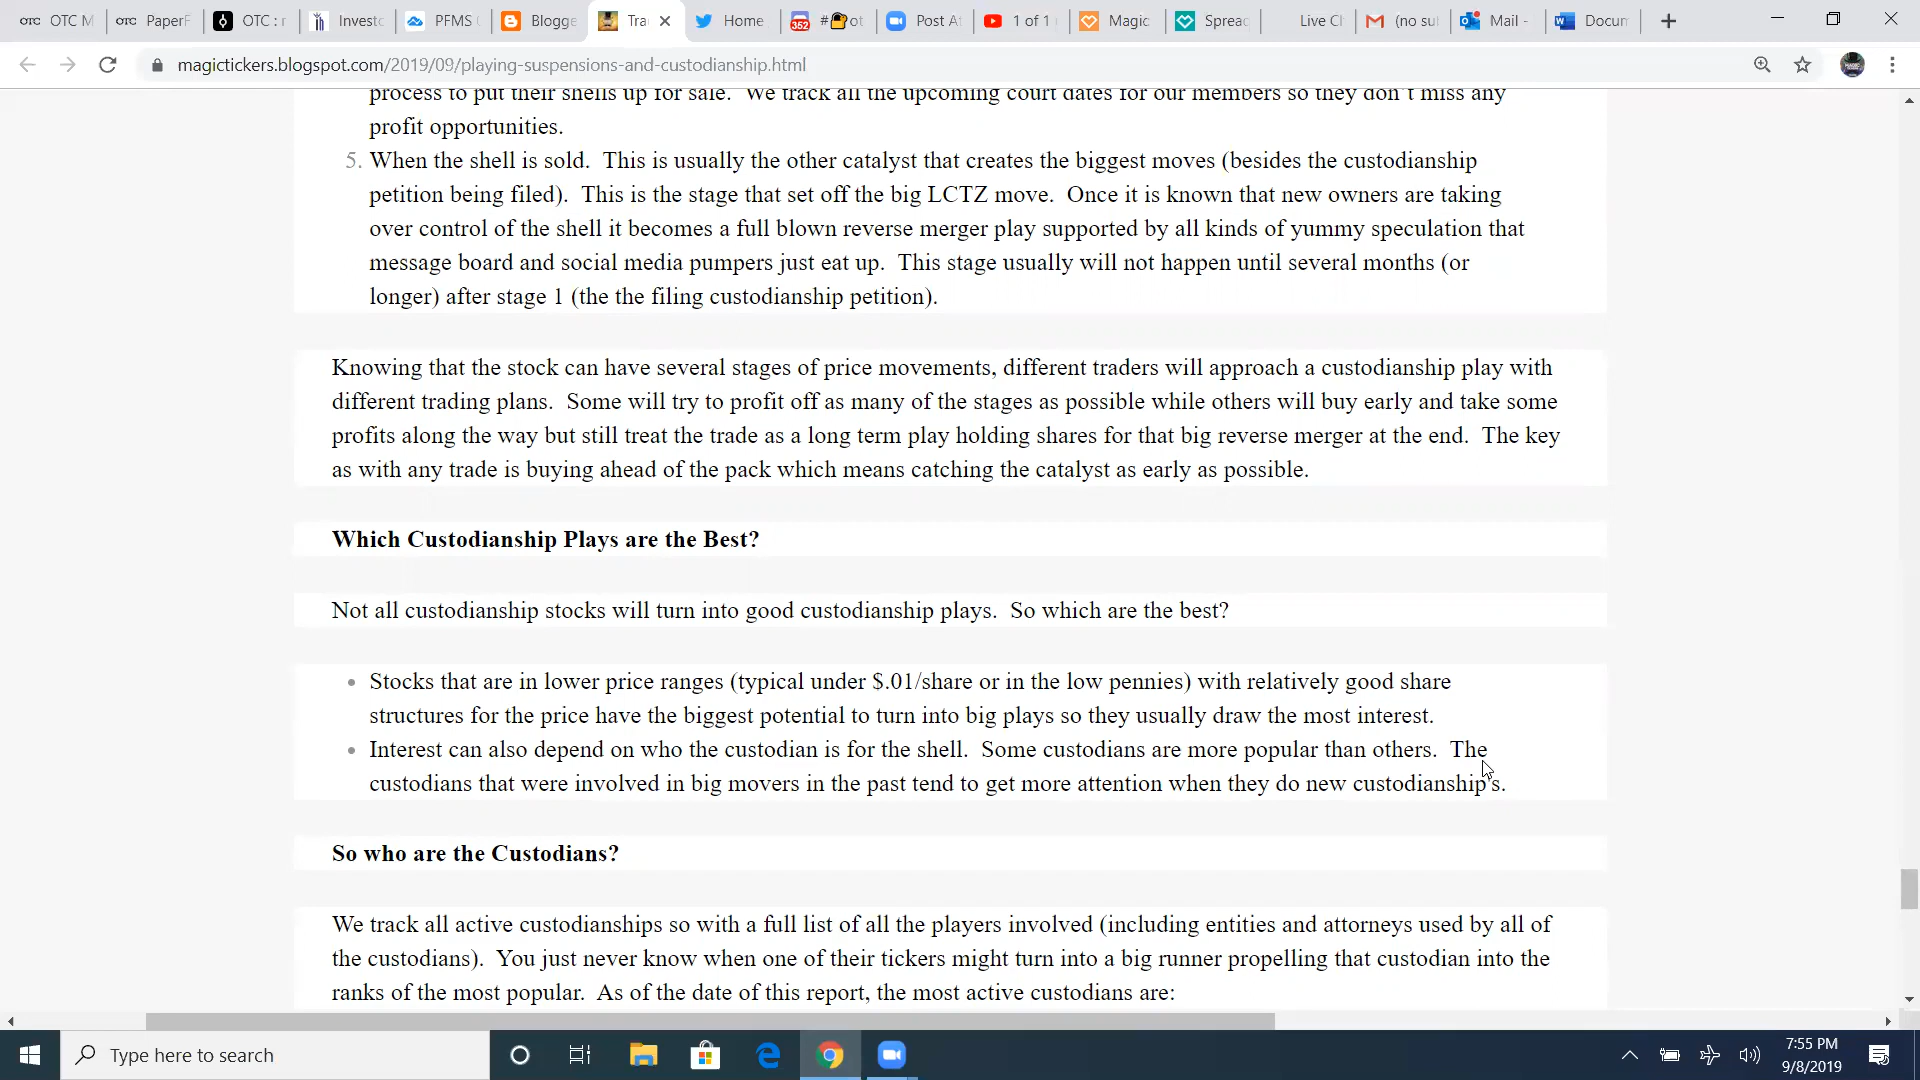 OTC M
PaperF
OTC : r
Investo
PFMS
Blogge
Tra
Home
# ot
Post A
1 of 1
Magic
Spread
Live Ch
(no su
Mail -
Docum
magictickers.blogspot.com/2019/09/playing-suspensions-and-custodianship.html
process to put their shells up for sale.  We track all the upcoming court dates for our members so they don't miss any
profit opportunities.
5. When the shell is sold.  This is usually the other catalyst that creates the biggest moves (besides the custodianship
petition being filed).  This is the stage that set off the big LCTZ move.  Once it is known that new owners are taking
over control of the shell it becomes a full blown reverse merger play supported by all kinds of yummy speculation that
message board and social media pumpers just eat up.  This stage usually will not happen until several months (or
longer) after stage 1 (the the filing custodianship petition).
Knowing that the stock can have several stages of price movements, different traders will approach a custodianship play with
different trading plans.  Some will try to profit off as many of the stages as possible while others will buy early and take some
profits along the way but still treat the trade as a long term play holding shares for that big reverse merger at the end.  The key
as with any trade is buying ahead of the pack which means catching the catalyst as early as possible.
Which Custodianship Plays are the Best?
Not all custodianship stocks will turn into good custodianship plays.  So which are the best?
Stocks that are in lower price ranges (typical under $.01/share or in the low pennies) with relatively good share
structures for the price have the biggest potential to turn into big plays so they usually draw the most interest.
Interest can also depend on who the custodian is for the shell.  Some custodians are more popular than others.  The
custodians that were involved in big movers in the past tend to get more attention when they do new custodianship's.
So who are the Custodians?
We track all active custodianships so with a full list of all the players involved (including entities and attorneys used by all of
the custodians).  You just never know when one of their tickers might turn into a big runner propelling that custodian into the
ranks of the most popular.  As of the date of this report, the most active custodians are:
Type here to search
7:55 PM
9/8/2019